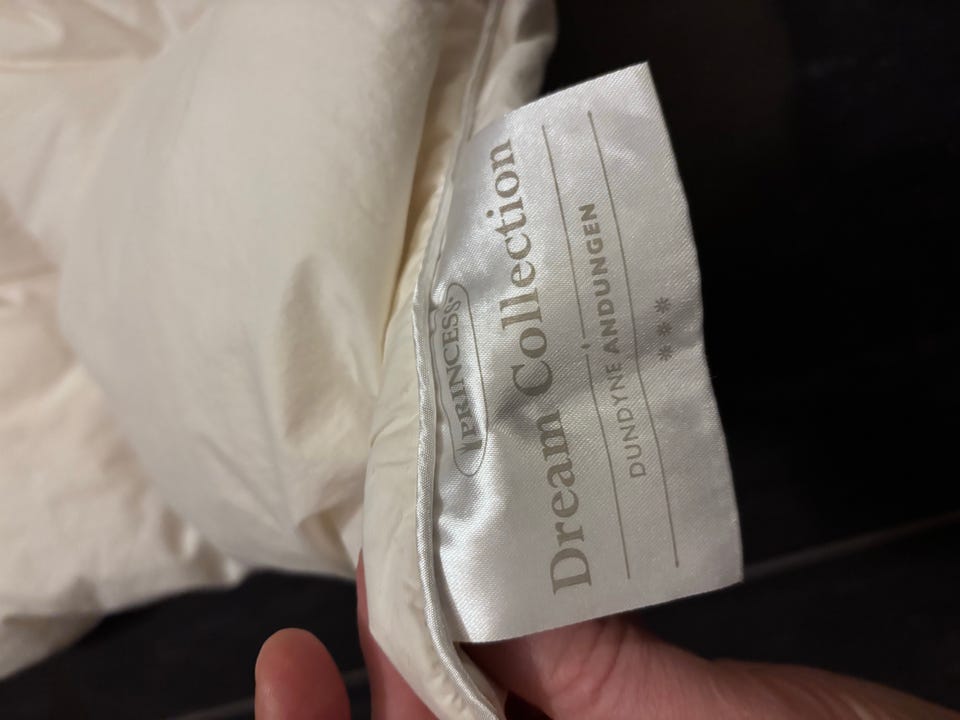 PRINCESS
Dream Collection
DUNDYNE ANDUNGEN
***